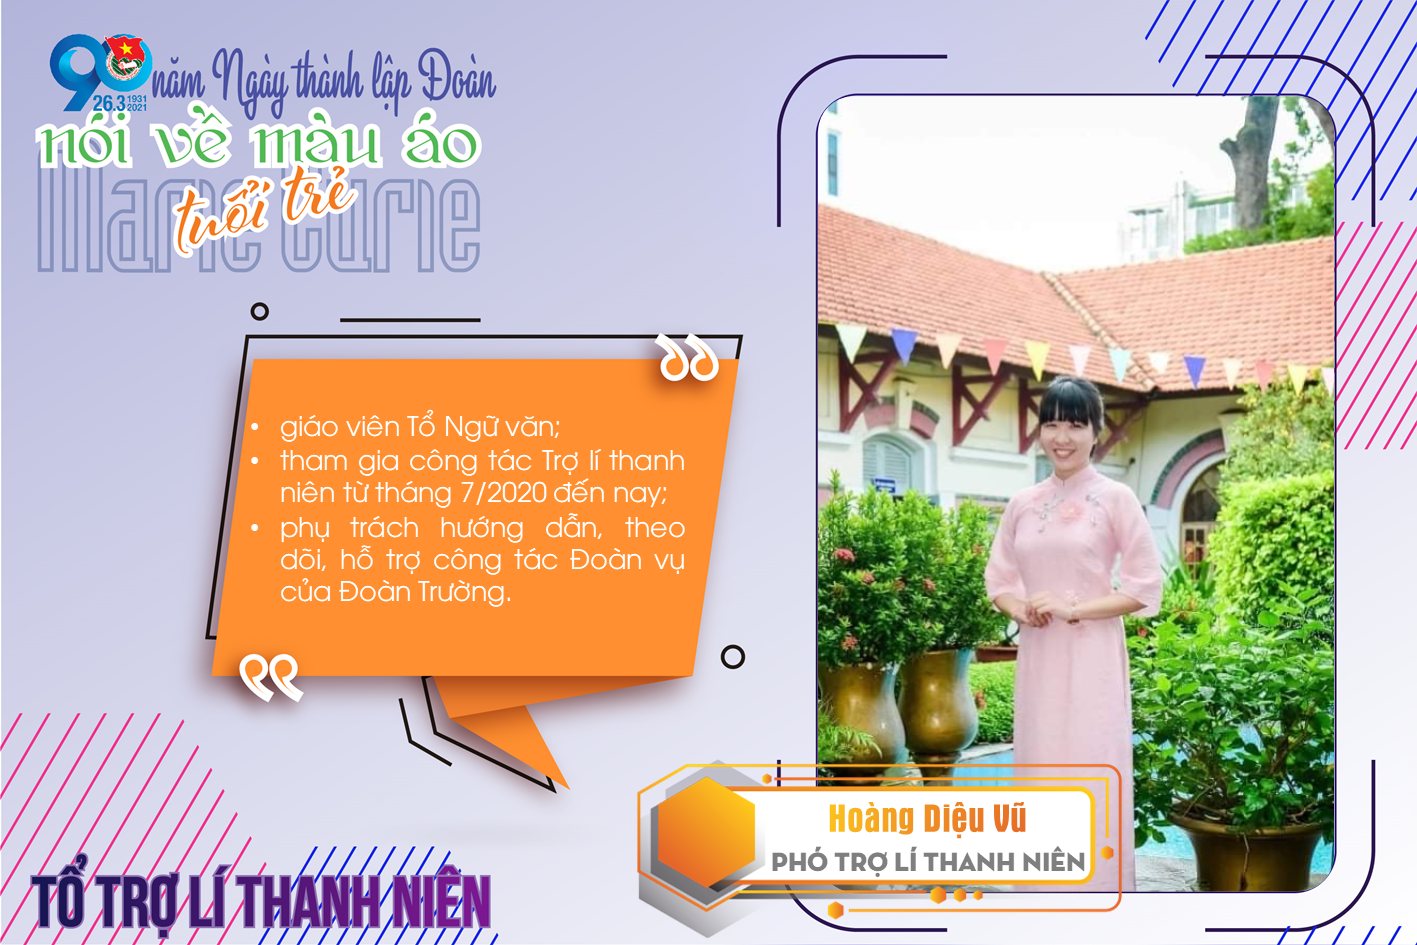 90 năm Ngày thành lập Đoàn
26.3 1931 2021
nói về màu áo
tuổi trẻ
Marie Curie
• giáo viên Tổ Ngữ văn;
• tham gia công tác Trợ lí thanh
niên từ tháng 7/2020 đến nay;
• phụ trách hướng dẫn, theo
dõi, hỗ trợ công tác Đoàn vụ
của Đoàn Trường.
Hoàng Diệu Vũ
PHÓ TRỢ LÍ THANH NIÊN
TỔ TRỢ LÍ THANH NIÊN